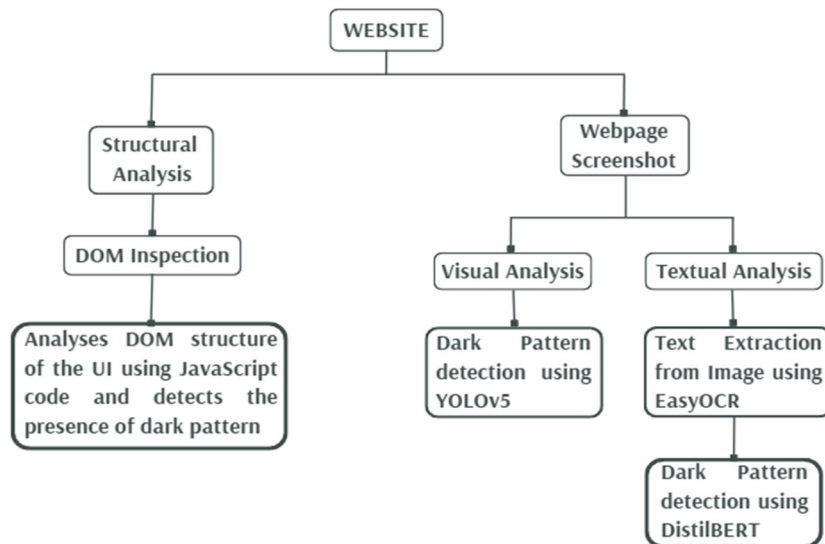 WEBSITE
Structural
Analysis
DOM Inspection
Analyses DOM structure
of the UI using JavaScript
code and detects the
presence of dark pattern
Webpage
Screenshot
Visual Analysis
Dark Pattern
detection using
YOLOv5
Textual Analysis
Text Extraction
from Image using
EasyOCR
Dark Pattern
detection using
DistilBERT